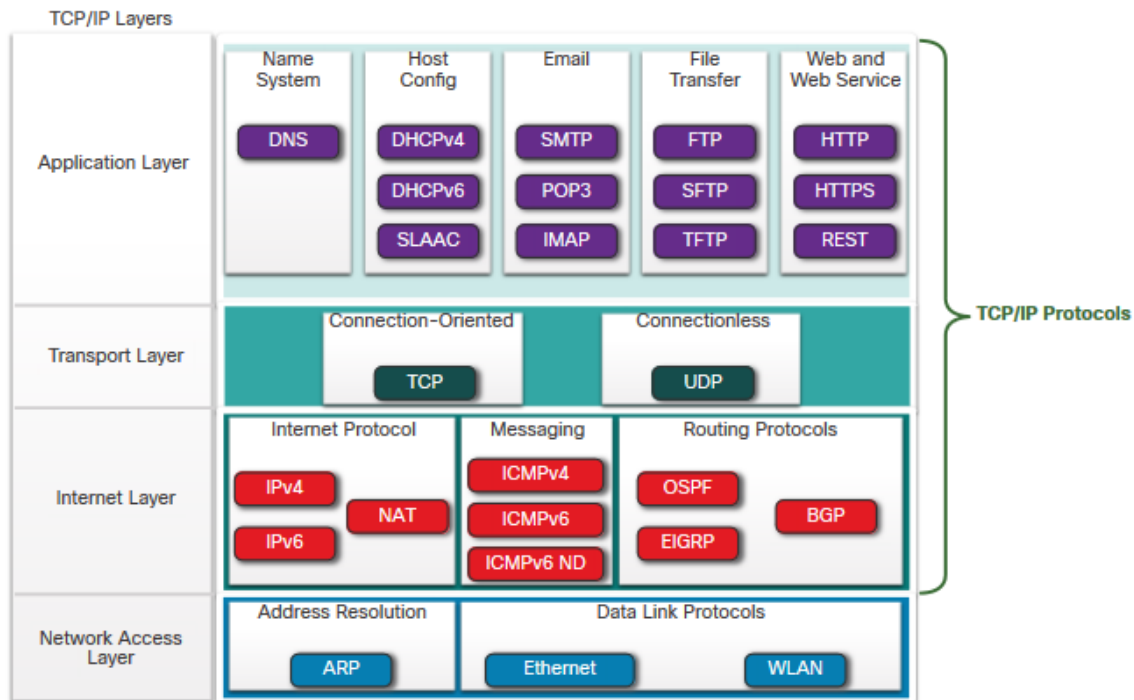 TCP/IP Layers
Application Layer
Name
System
DNS
Host
Config
DHCPv4
DHCPv6
SLAAC
Email
SMTP
POP3
IMAP
File
Transfer
FTP
SFTP
TFTP
Web and
Web Service
HTTP
HTTPS
REST
TCP/IP Protocols
Transport Layer
Connection-Oriented
TCP
Connectionless
UDP
Internet Layer
Internet Protocol
IPv4
IPv6
NAT
Messaging
ICMPv4
ICMPv6
ICMPv6 ND
Routing Protocols
OSPF
EIGRP
BGP
Network Access
Layer
Address Resolution
ARP
Data Link Protocols
Ethernet
WLAN